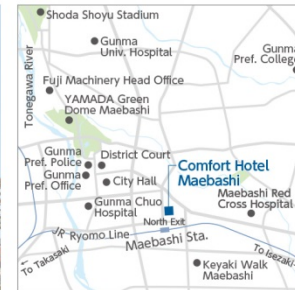 Shoda Shoyu Stadium
Gunma
Univ. Hospital
Gunma
Pref. College
Tonegawa River
Fuji Machinery Head Office
YAMADA Green
Dome Maebashi
Gunma
Pref. Police
District Court
Gunma
Pref. Office
City Hall
Comfort Hotel
Maebashi
Gunma Chuo
Hospital
Maebashi Red
Cross Hospital
North Exit
JR Ryomo Line
Maebashi Sta.
To Takasaki
To Isezaki
Keyaki Walk
Maebashi